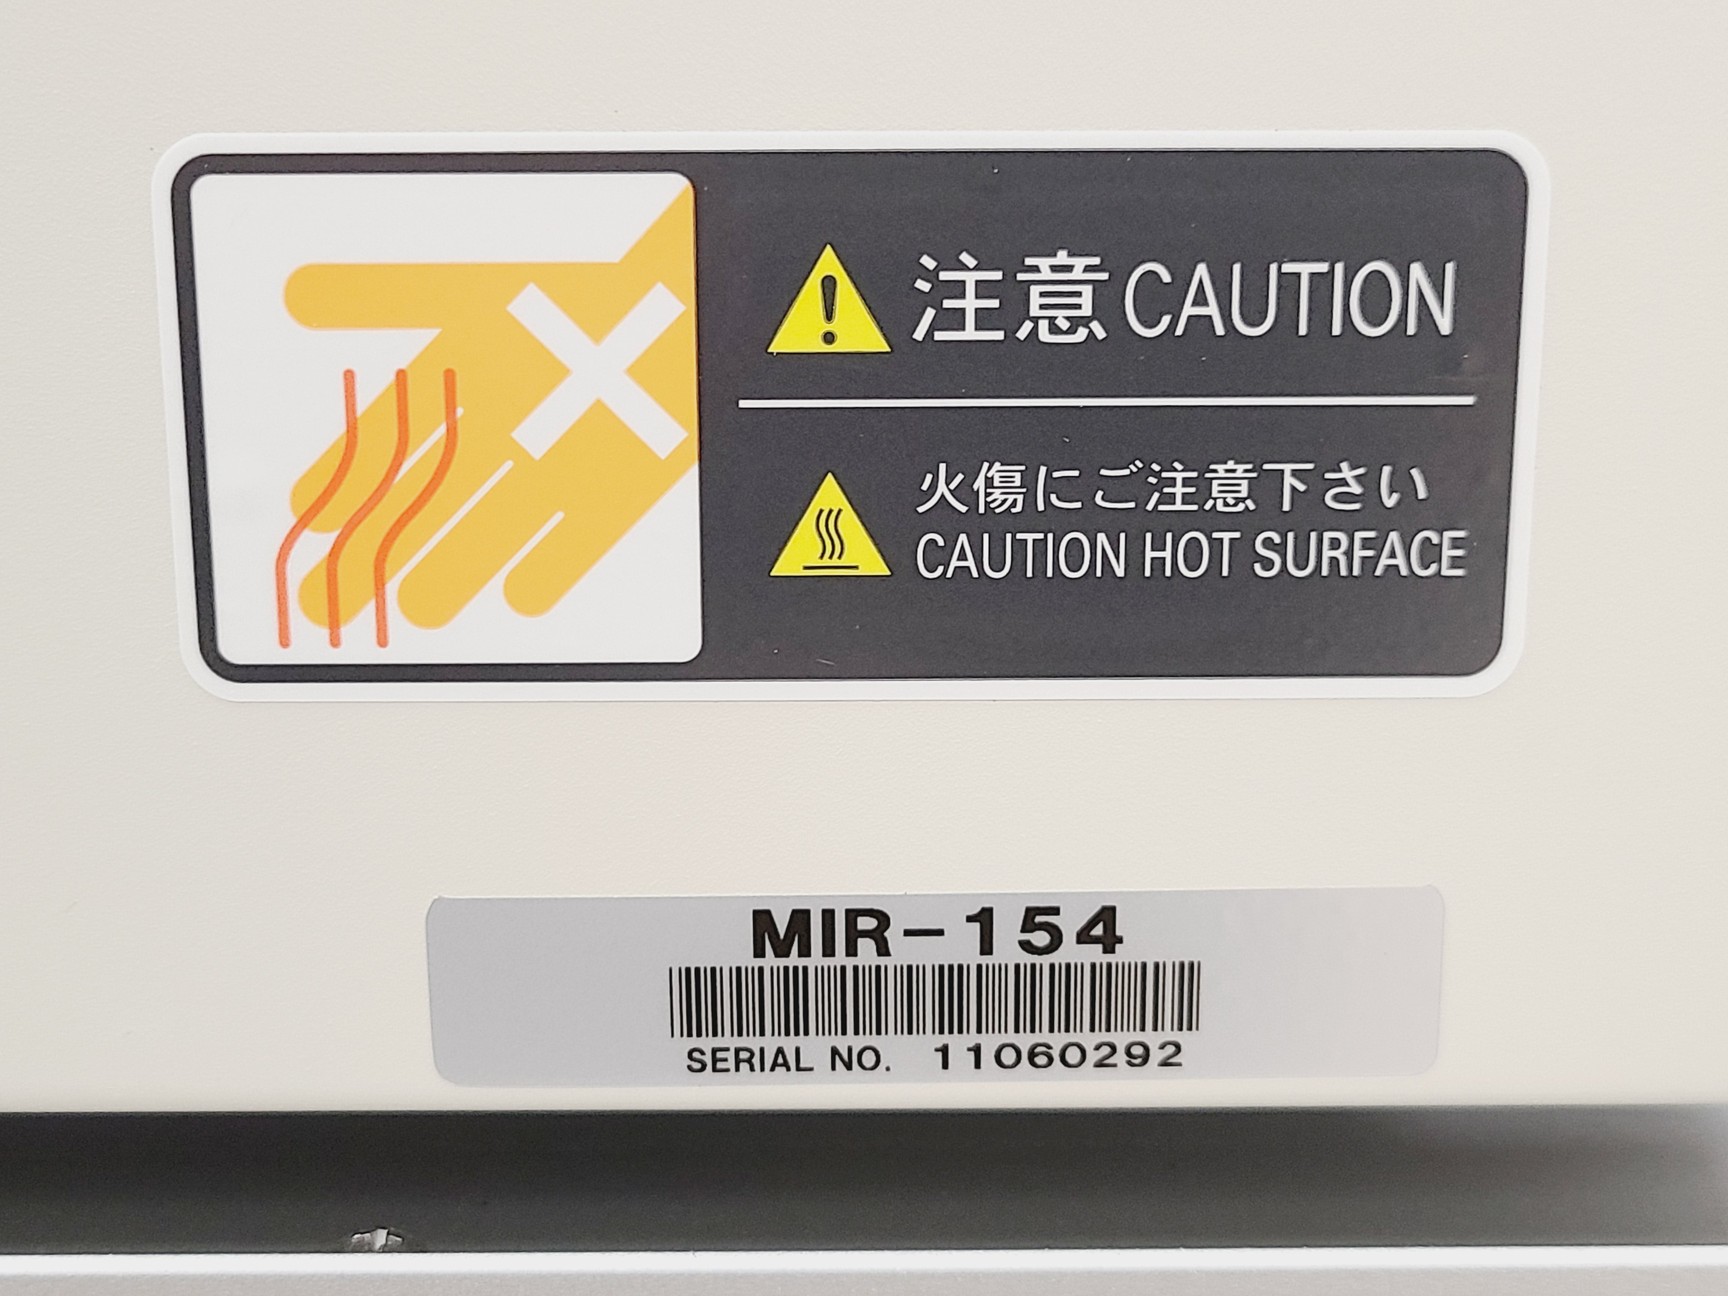 注意 CAUTION
火傷にご注意下さい
CAUTION HOT SURFACE
MIR-154
SERIAL NO. 11060292